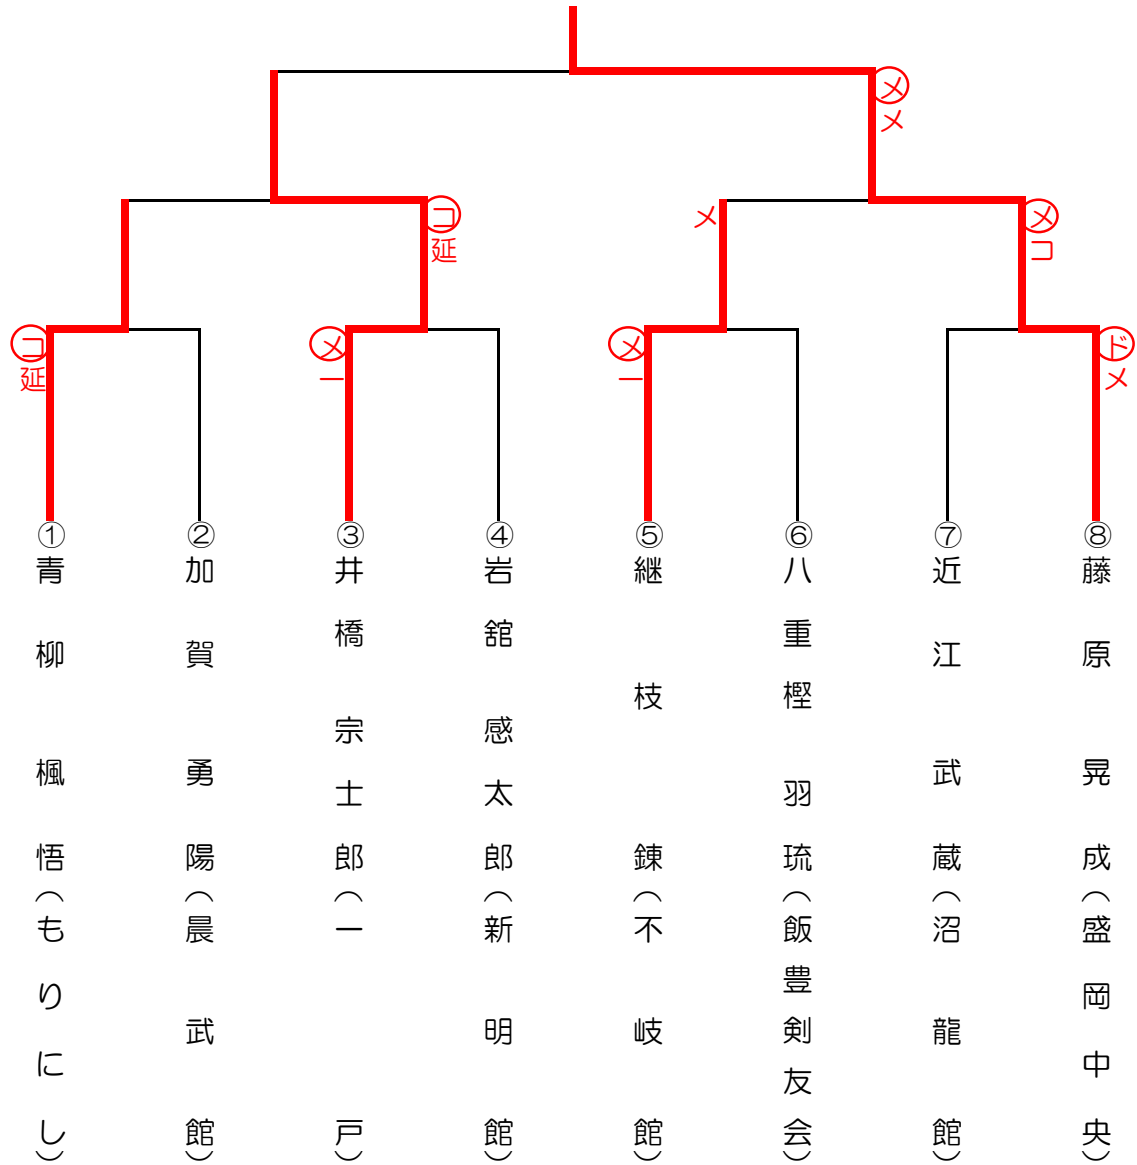 メ
メ
コ
延
メ
メ
コ
コ
延
メ
一
メ
一
ド
メ
①青柳楓悟(もりにし)
②加賀勇陽(晨武館)
③井橋宗士郎(一戸)
④岩舘感太郎(新明館)
⑤継枝錬(不岐館)
⑥八重樫羽琉(飯豊剣友会)
⑦近江武蔵(沼龍館)
⑧藤原晃成(盛岡中央)